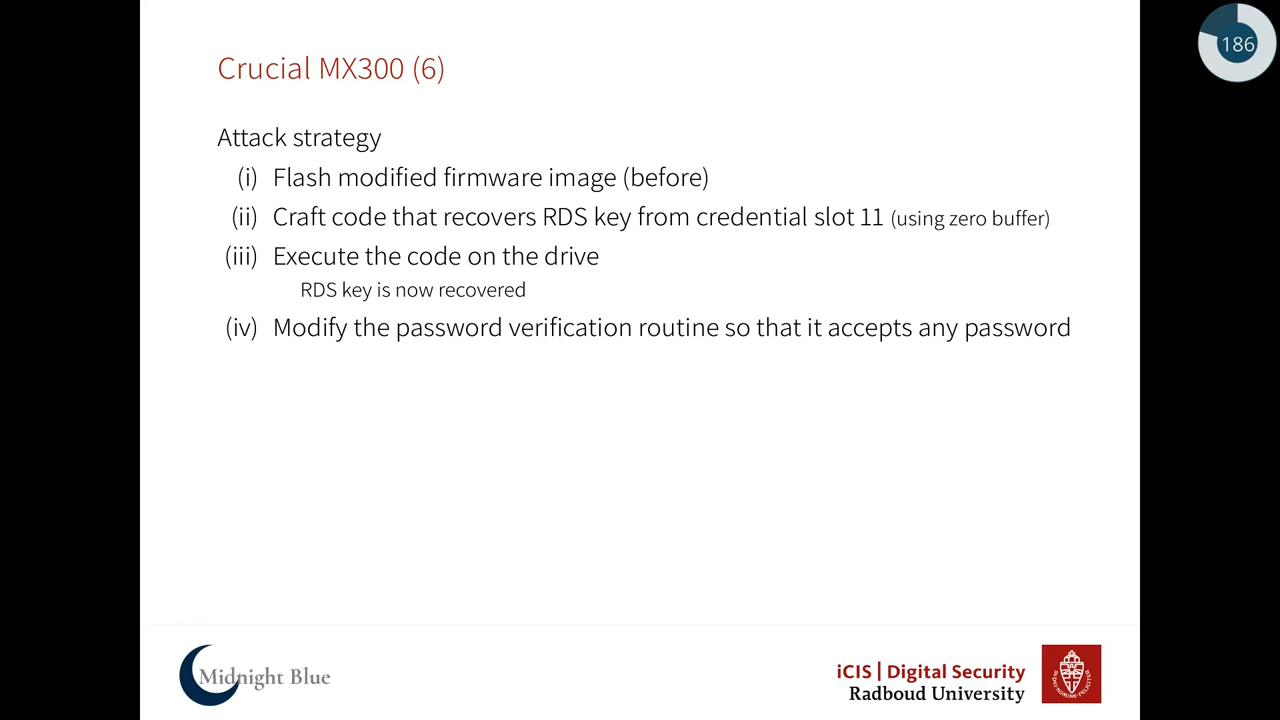 186
Crucial MX300 (6)
Attack strategy
(i) Flash modified firmware image (before)
(ii) Craft code that recovers RDS key from credential slot 11 (using zero buffer)
(iii) Execute the code on the drive
RDS key is now recovered
(iv) Modify the password verification routine so that it accepts any password
Midnight Blue
iCIS | Digital Security
Radboud University